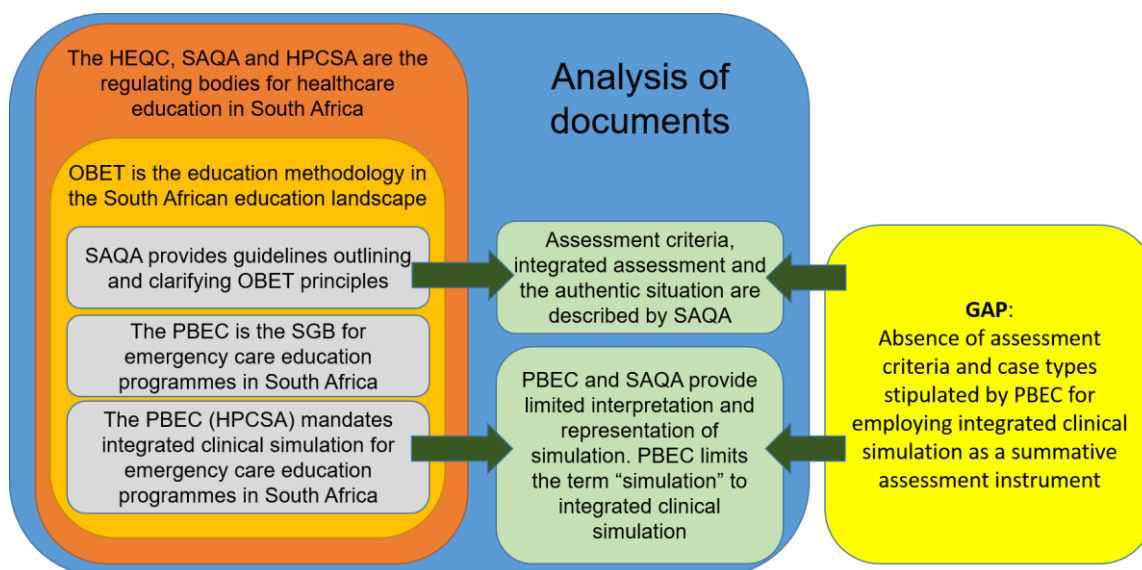 The HEQC, SAQA and HPCSA are the
regulating bodies for healthcare
education in South Africa
Analysis of
documents
OBET is the education methodology in
the South African education landscape
SAQA provides guidelines outlining
and clarifying OBET principles
The PBEC is the SGB for
emergency care education
programmes in South Africa
The PBEC (HPCSA) mandates
integrated clinical simulation for
emergency care education
programmes in South Africa
Assessment criteria,
integrated assessment and
the authentic situation are
described by SAQA
PBEC and SAQA provide
limited interpretation and
representation of
simulation. PBEC limits
the term “simulation” to
integrated clinical
simulation
GAP:
Absence of assessment
criteria and case types
stipulated by PBEC for
employing integrated clinical
simulation as a summative
assessment instrument